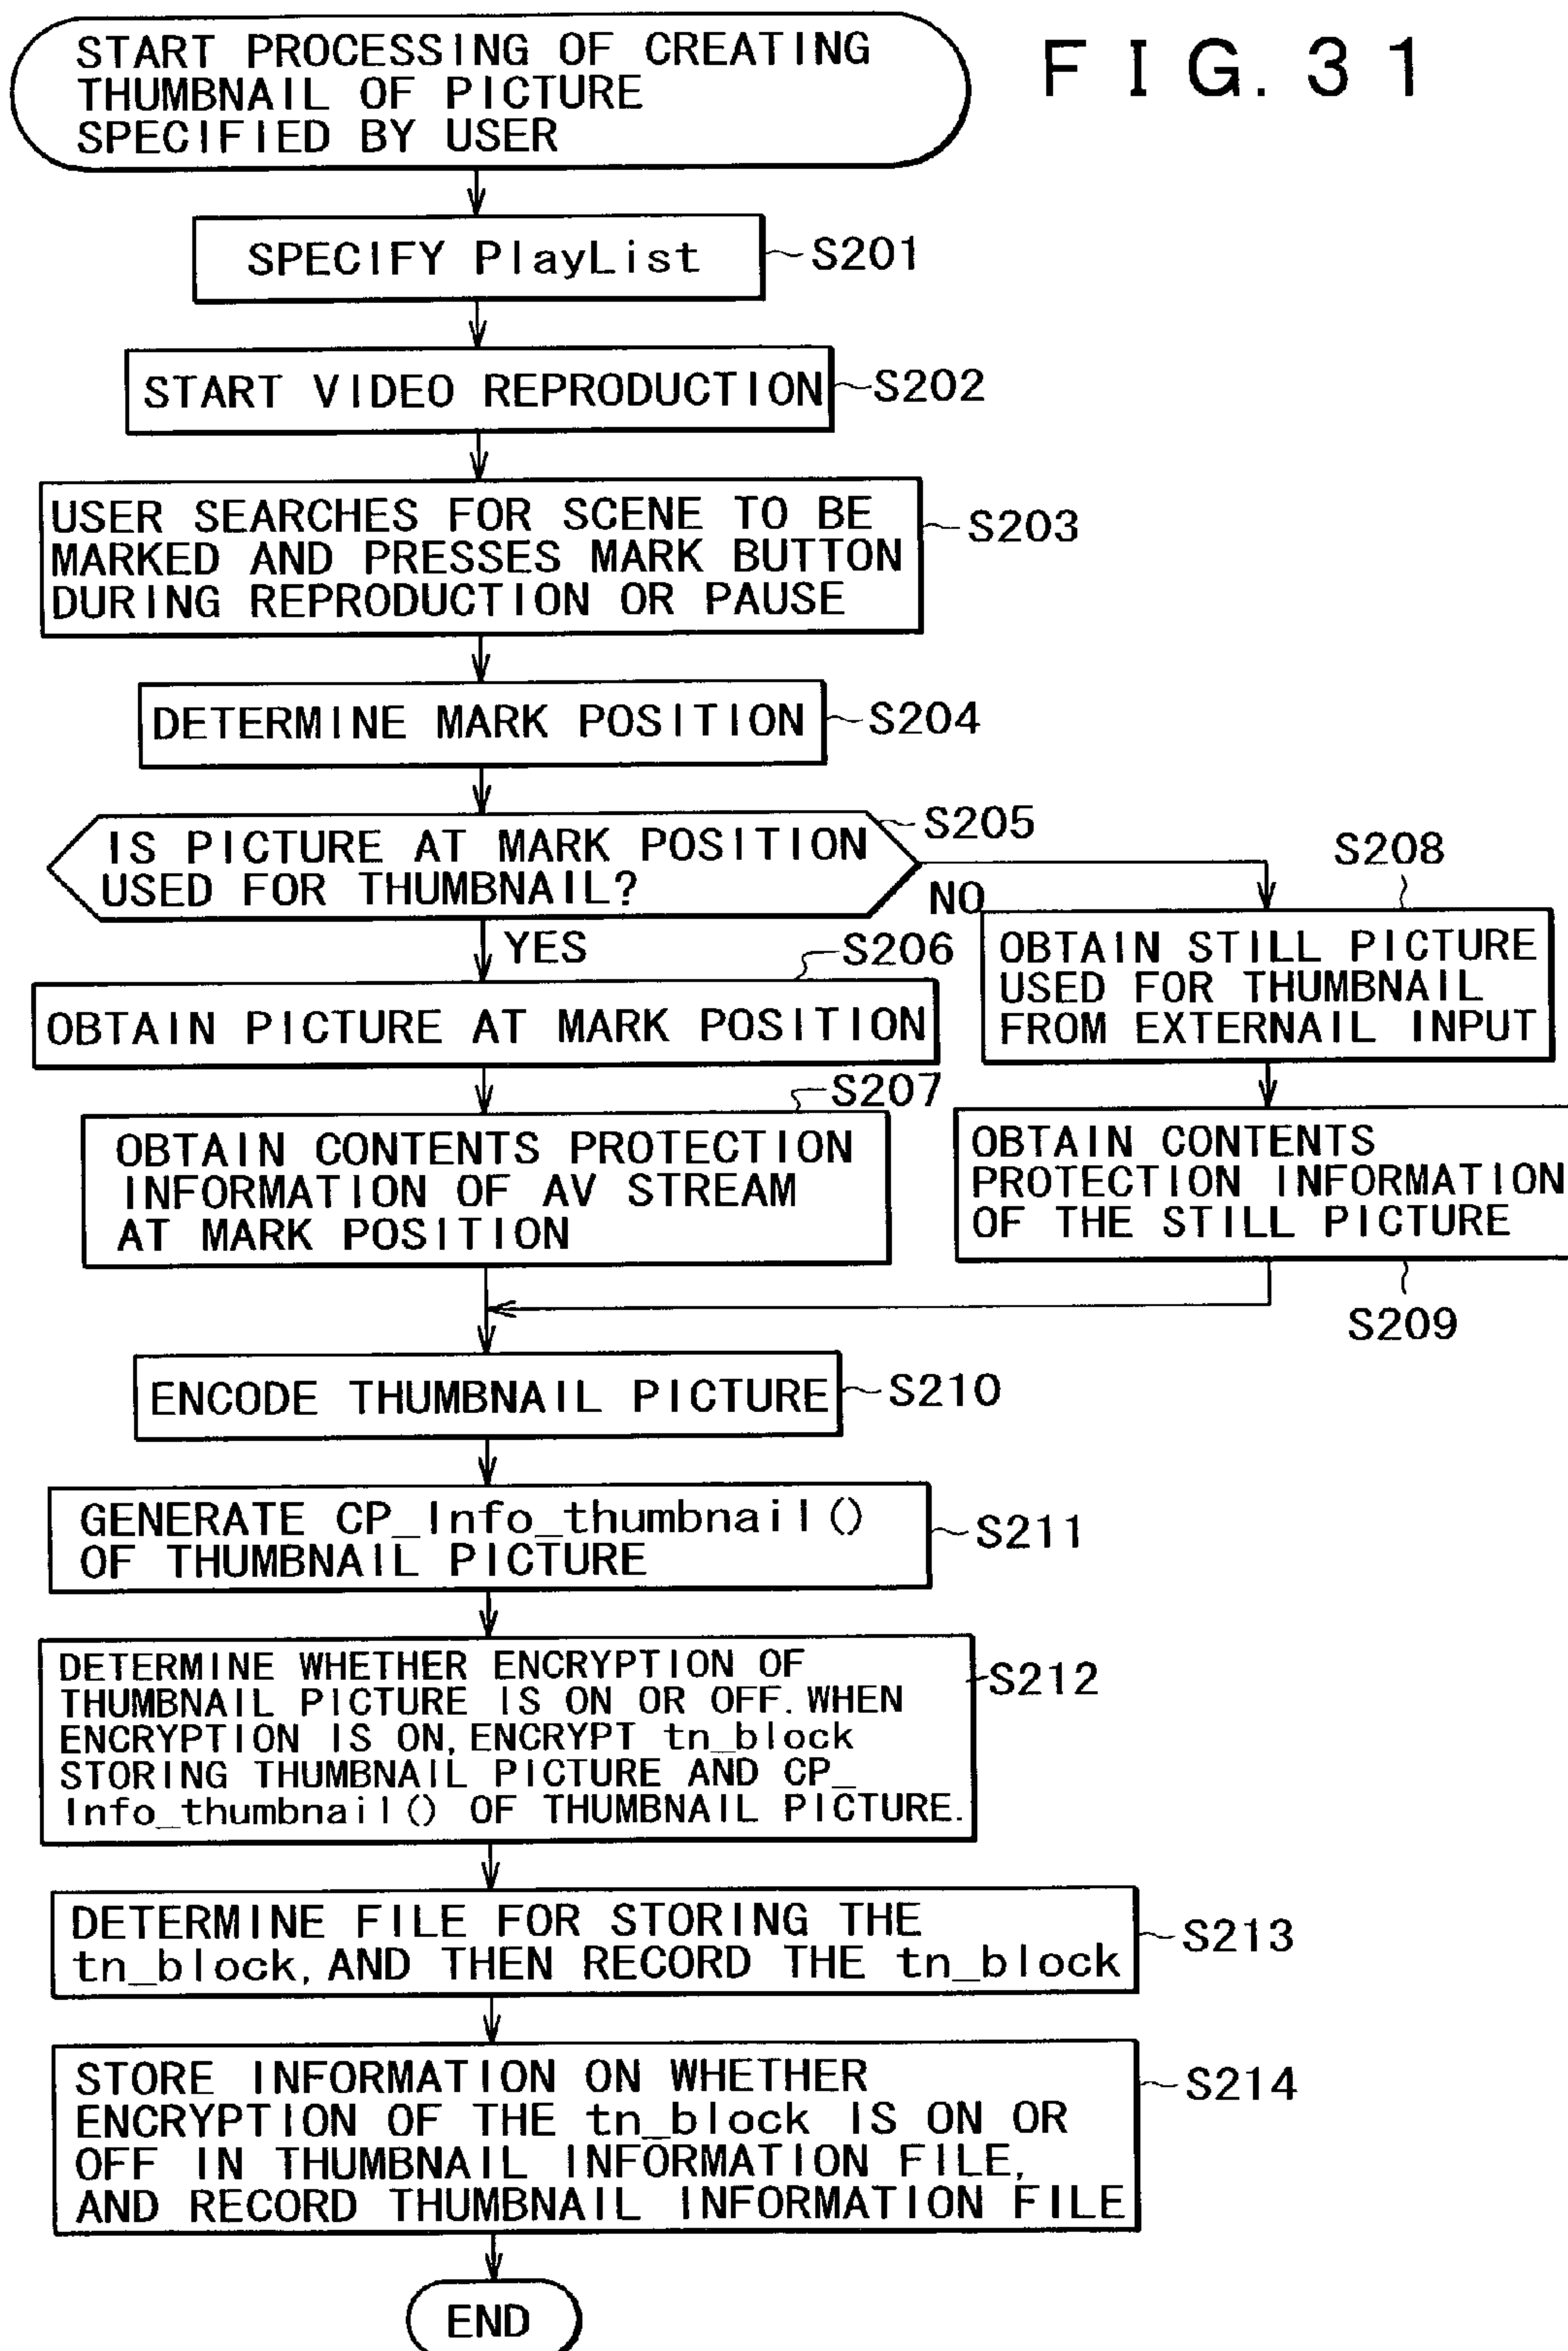 START PROCESSING OF CREATING
THUMBNAIL OF PICTURE
SPECIFIED BY USER
FIG. 31
SPECIFY PlayList
S201
START VIDEO REPRODUCTION
S202
USER SEARCHES FOR SCENE TO BE
MARKED AND PRESSES MARK BUTTON
DURING REPRODUCTION OR PAUSE
S203
DETERMINE MARK POSITION
S204
IS PICTURE AT MARK POSITION
USED FOR THUMBNAIL?
S205
NO
YES
S206
OBTAIN PICTURE AT MARK POSITION
S207
OBTAIN CONTENTS PROTECTION
INFORMATION OF AV STREAM
AT MARK POSITION
S208
OBTAIN STILL PICTURE
USED FOR THUMBNAIL
FROM EXTERNAIL INPUT
OBTAIN CONTENTS
PROTECTION INFORMATION
OF THE STILL PICTURE
S209
ENCODE THUMBNAIL PICTURE
S210
GENERATE CP_Info_thumbnail()
OF THUMBNAIL PICTURE
S211
DETERMINE WHETHER ENCRYPTION OF
THUMBNAIL PICTURE IS ON OR OFF. WHEN
ENCRYPTION IS ON, ENCRYPT tn_block
STORING THUMBNAIL PICTURE AND CP_
Info_thumbnail() OF THUMBNAIL PICTURE.
S212
DETERMINE FILE FOR STORING THE
tn_block, AND THEN RECORD THE tn_block
S213
STORE INFORMATION ON WHETHER
ENCRYPTION OF THE tn_block IS ON OR
OFF IN THUMBNAIL INFORMATION FILE,
AND RECORD THUMBNAIL INFORMATION FILE
S214
END